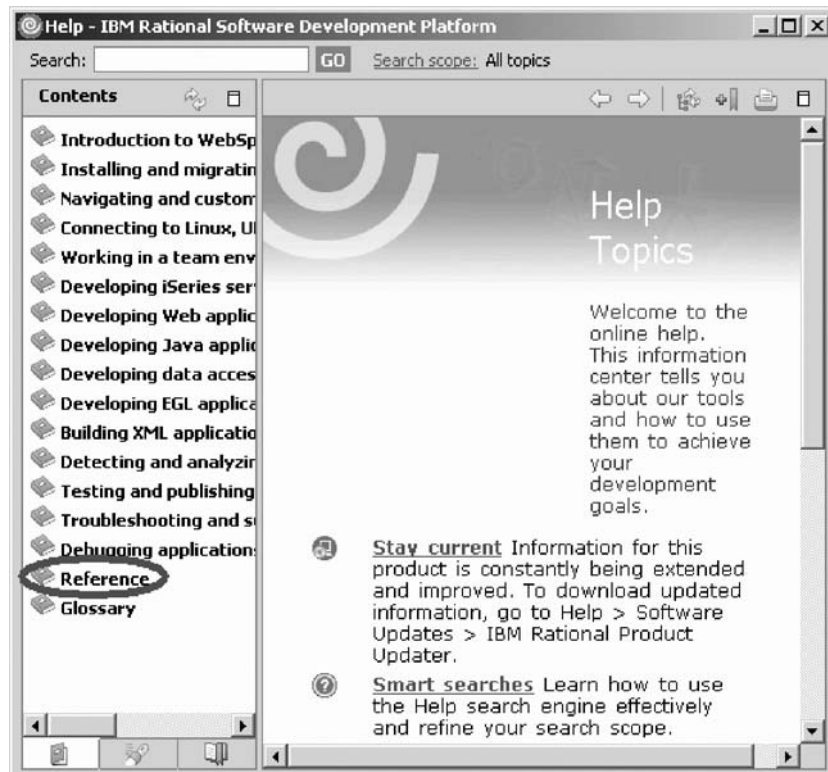 Help - IBM Rational Software Development Platform
Search: GO Search scope: All topics
Contents
Introduction to WebSp
Installing and migratin
Navigating and custom
Connecting to Linux, U
Working in a team env
Developing iSeries ser
Developing Web applic
Developing Java applic
Developing data acces
Developing EGL applica
Building XML applicatio
Detecting and analyzin
Testing and publishing
Troubleshooting and s
Debugging application
Reference
Glossary
Help
Topics
Welcome to the
online help.
This information
center tells you
about our tools
and how to use
them to achieve
your
development
goals.
Stay current Information for this
product is constantly being extended
and improved. To download updated
information, go to Help > Software
Updates > IBM Rational Product
Updater.
Smart searches Learn how to use
the Help search engine effectively
and refine your search scope.